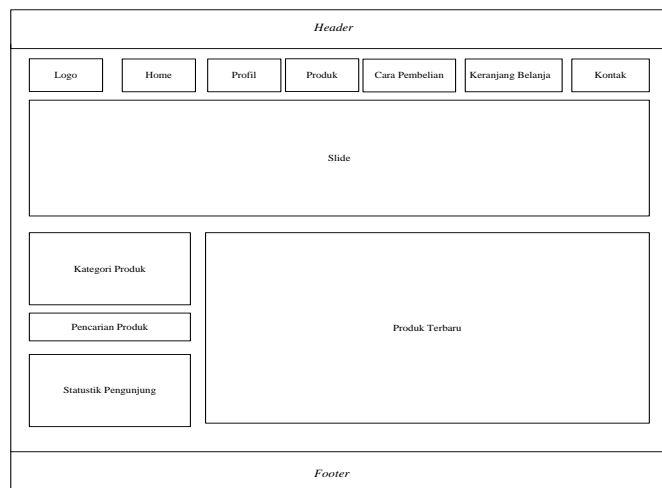 Header
Logo
Home
Profil
Produk
Cara Pembelian
Keranjang Belanja
Kontak
Slide
Kategori Produk
Pencarian Produk
Statustik Pengunjung
Produk Terbaru
Footer